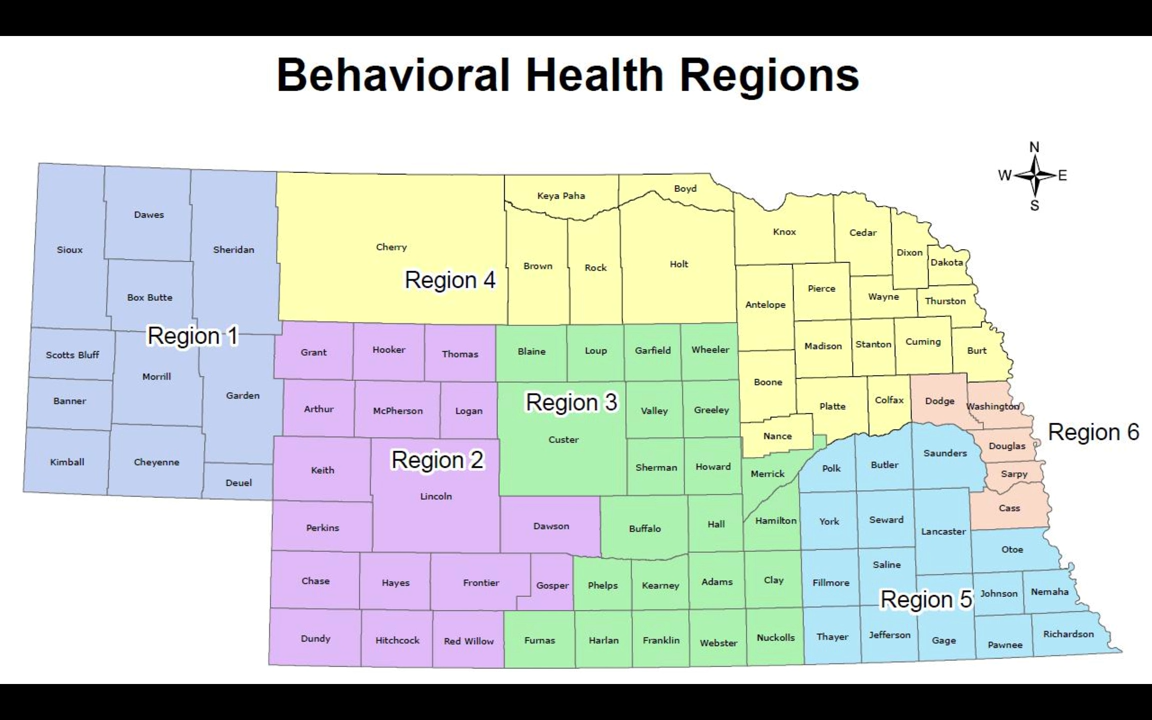 Behavioral Health Regions
N
W E
S
Sioux
Dawes
Sheridan
Box Butte
Region 1
Scotts Bluff
Morrill
Banner
Garden
Kimball
Cheyenne
Deuel
Cherry
Keya Paha
Boyd
Brown
Rock
Holt
Region 4
Knox
Cedar
Dixon
Dakota
Antelope
Pierce
Wayne
Thurston
Madison
Stanton
Cuming
Burt
Boone
Platte
Colfax
Nance
Grant
Hooker
Thomas
Arthur
McPherson
Logan
Region 2
Keith
Lincoln
Perkins
Dawson
Chase
Hayes
Frontier
Gosper
Dundy
Hitchcock
Red Willow
Blaine
Loup
Garfield
Wheeler
Region 3
Custer
Valley
Greeley
Sherman
Howard
Merrick
Buffalo
Hall
Hamilton
Phelps
Kearney
Adams
Clay
Furnas
Harlan
Franklin
Webster
Nuckolls
Dodge
Washington
Douglas
Region 6
Sarpy
Cass
Polk
Butler
Saunders
York
Seward
Lancaster
Otoe
Fillmore
Saline
Region 5
Johnson
Nemaha
Thayer
Jefferson
Gage
Pawnee
Richardson